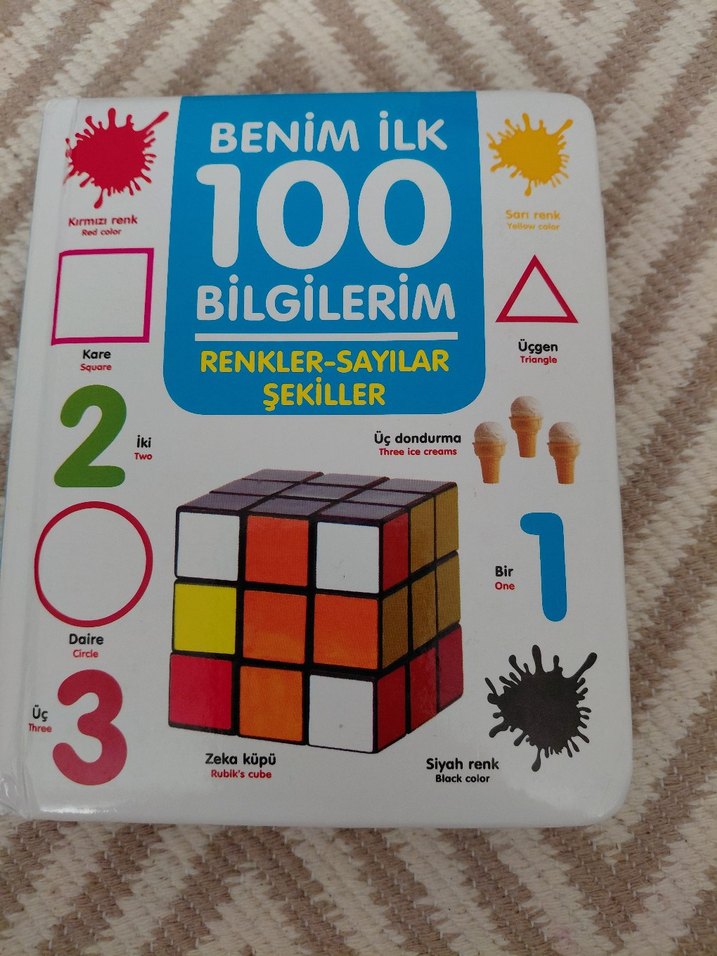 BENİM İLK
100
BİLGİLERİM
RENKLER-SAYILAR
ŞEKİLLER
Kırmızı renk
Red color
Sarı renk
Yellow color
Kare
Square
Üçgen
Triangle
2
İki
Two
Üç dondurma
Three ice creams
Bir
One
1
Daire
Circle
Üç
Three
3
Zeka küpü
Rubik's cube
Siyah renk
Black color